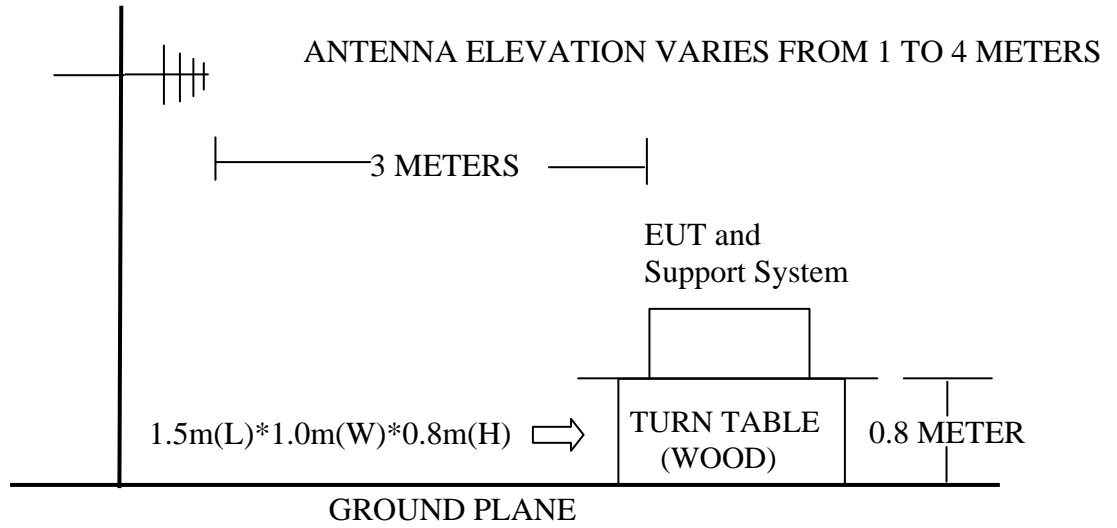 ANTENNA ELEVATION VARIES FROM 1 TO 4 METERS
3 METERS
EUT and
Support System
1.5m(L)*1.0m(W)*0.8m(H)
TURN TABLE
(WOOD)
0.8 METER
GROUND PLANE